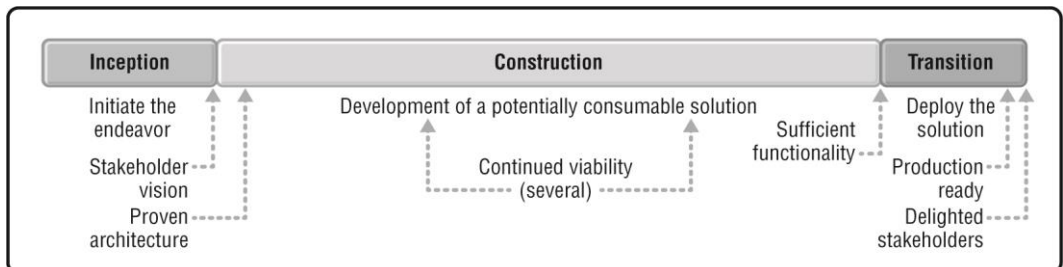 Inception
Construction
Transition
Initiate the
endeavor
Development of a potentially consumable solution
Deploy the
solution
Stakeholder
vision
Proven
architecture
Continued viability
(several)
Sufficient
functionality
Production
ready
Delighted
stakeholders